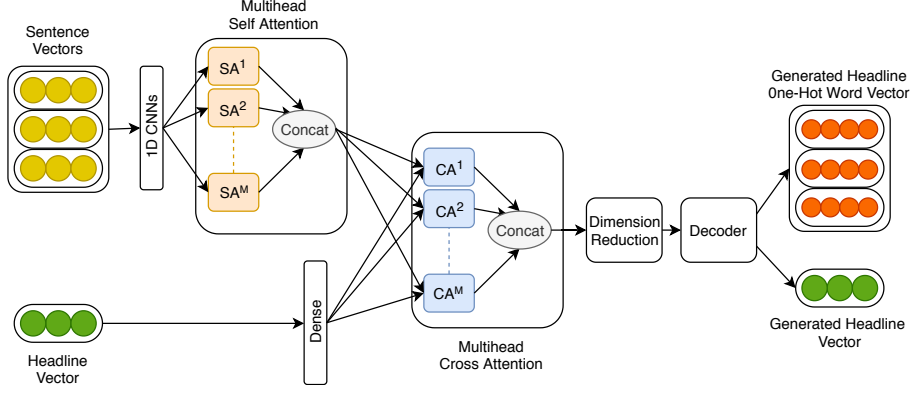 Multihead
Self Attention
Sentence
Vectors
1D CNNs
SA1
SA2
SAM
Concat
Generated Headline
0ne-Hot Word Vector
CA1
CA2
CAM
Concat
Dimension
Reduction
Decoder
Dense
Headline
Vector
Multihead
Cross Attention
Generated Headline
Vector